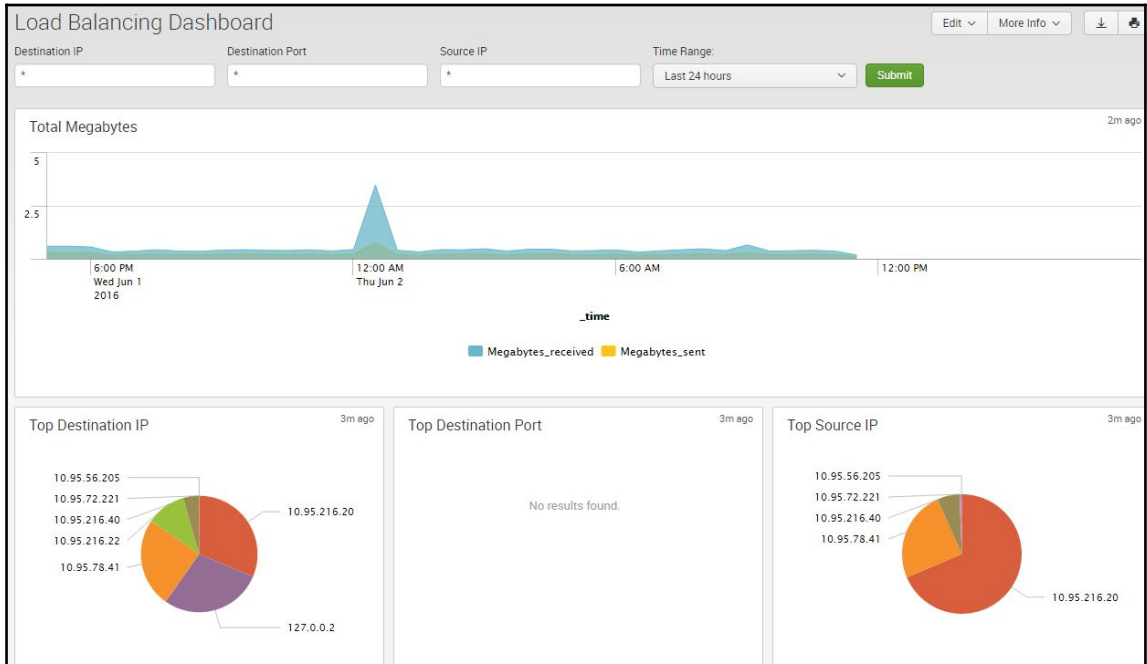 Load Balancing Dashboard
Edit
More Info
Destination IP
Destination Port
Source IP
Time Range:
*
*
*
Last 24 hours
Submit
Total Megabytes
2m ago
5
2.5
6:00 PM
Wed Jun 1
2016
12:00 AM
Thu Jun 2
6:00 AM
12:00 PM
_time
Megabytes_received
Megabytes_sent
Top Destination IP
3m ago
10.95.56.205
10.95.72.221
10.95.216.40
10.95.216.22
10.95.78.41
10.95.216.20
127.0.0.2
Top Destination Port
3m ago
No results found.
Top Source IP
3m ago
10.95.56.205
10.95.72.221
10.95.216.40
10.95.78.41
10.95.216.20